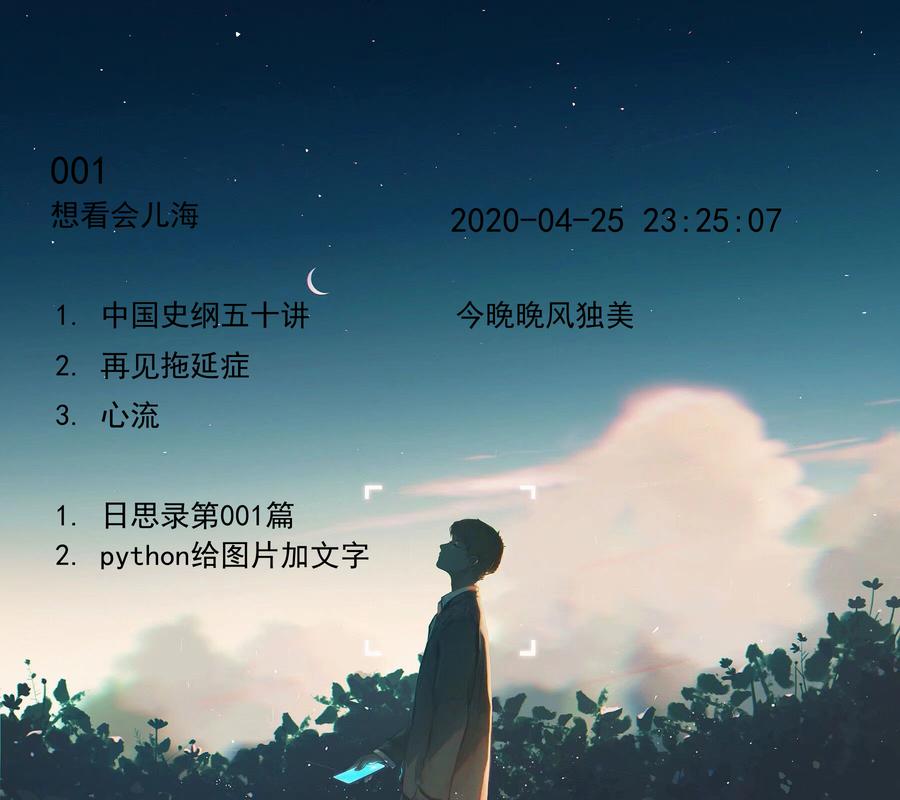 001
想看会儿海
2020-04-25 23:25:07
1. 中国史纲五十讲
今晚晚风独美
2. 再见拖延症
3. 心流
1. 日思录第001篇
2. python给图片加文字